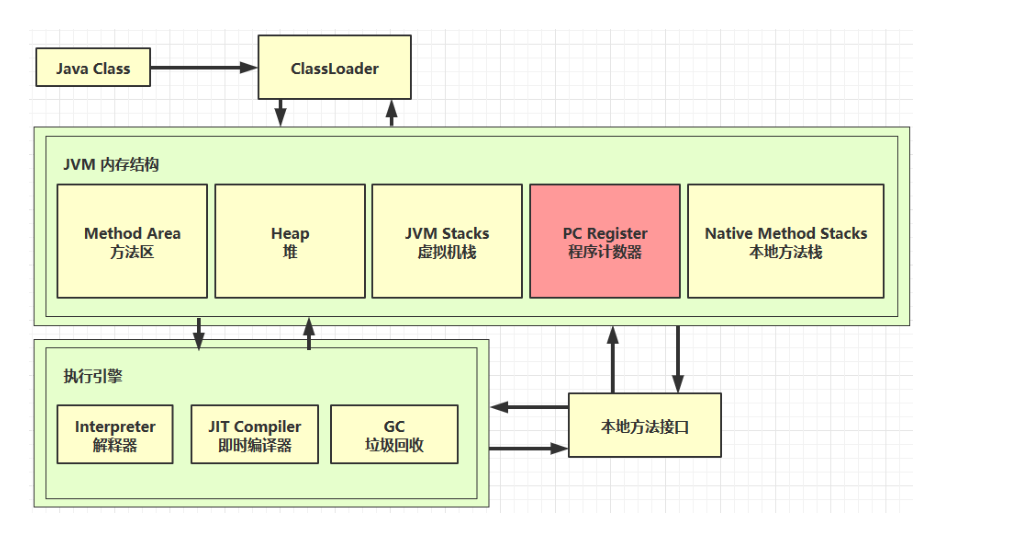 Java Class
ClassLoader
JVM 内存结构
Method Area
方法区
Heap
堆
JVM Stacks
虚拟机栈
PC Register
程序计数器
Native Method Stacks
本地方法栈
执行引擎
Interpreter
解释器
JIT Compiler
即时编译器
GC
垃圾回收
本地方法接口